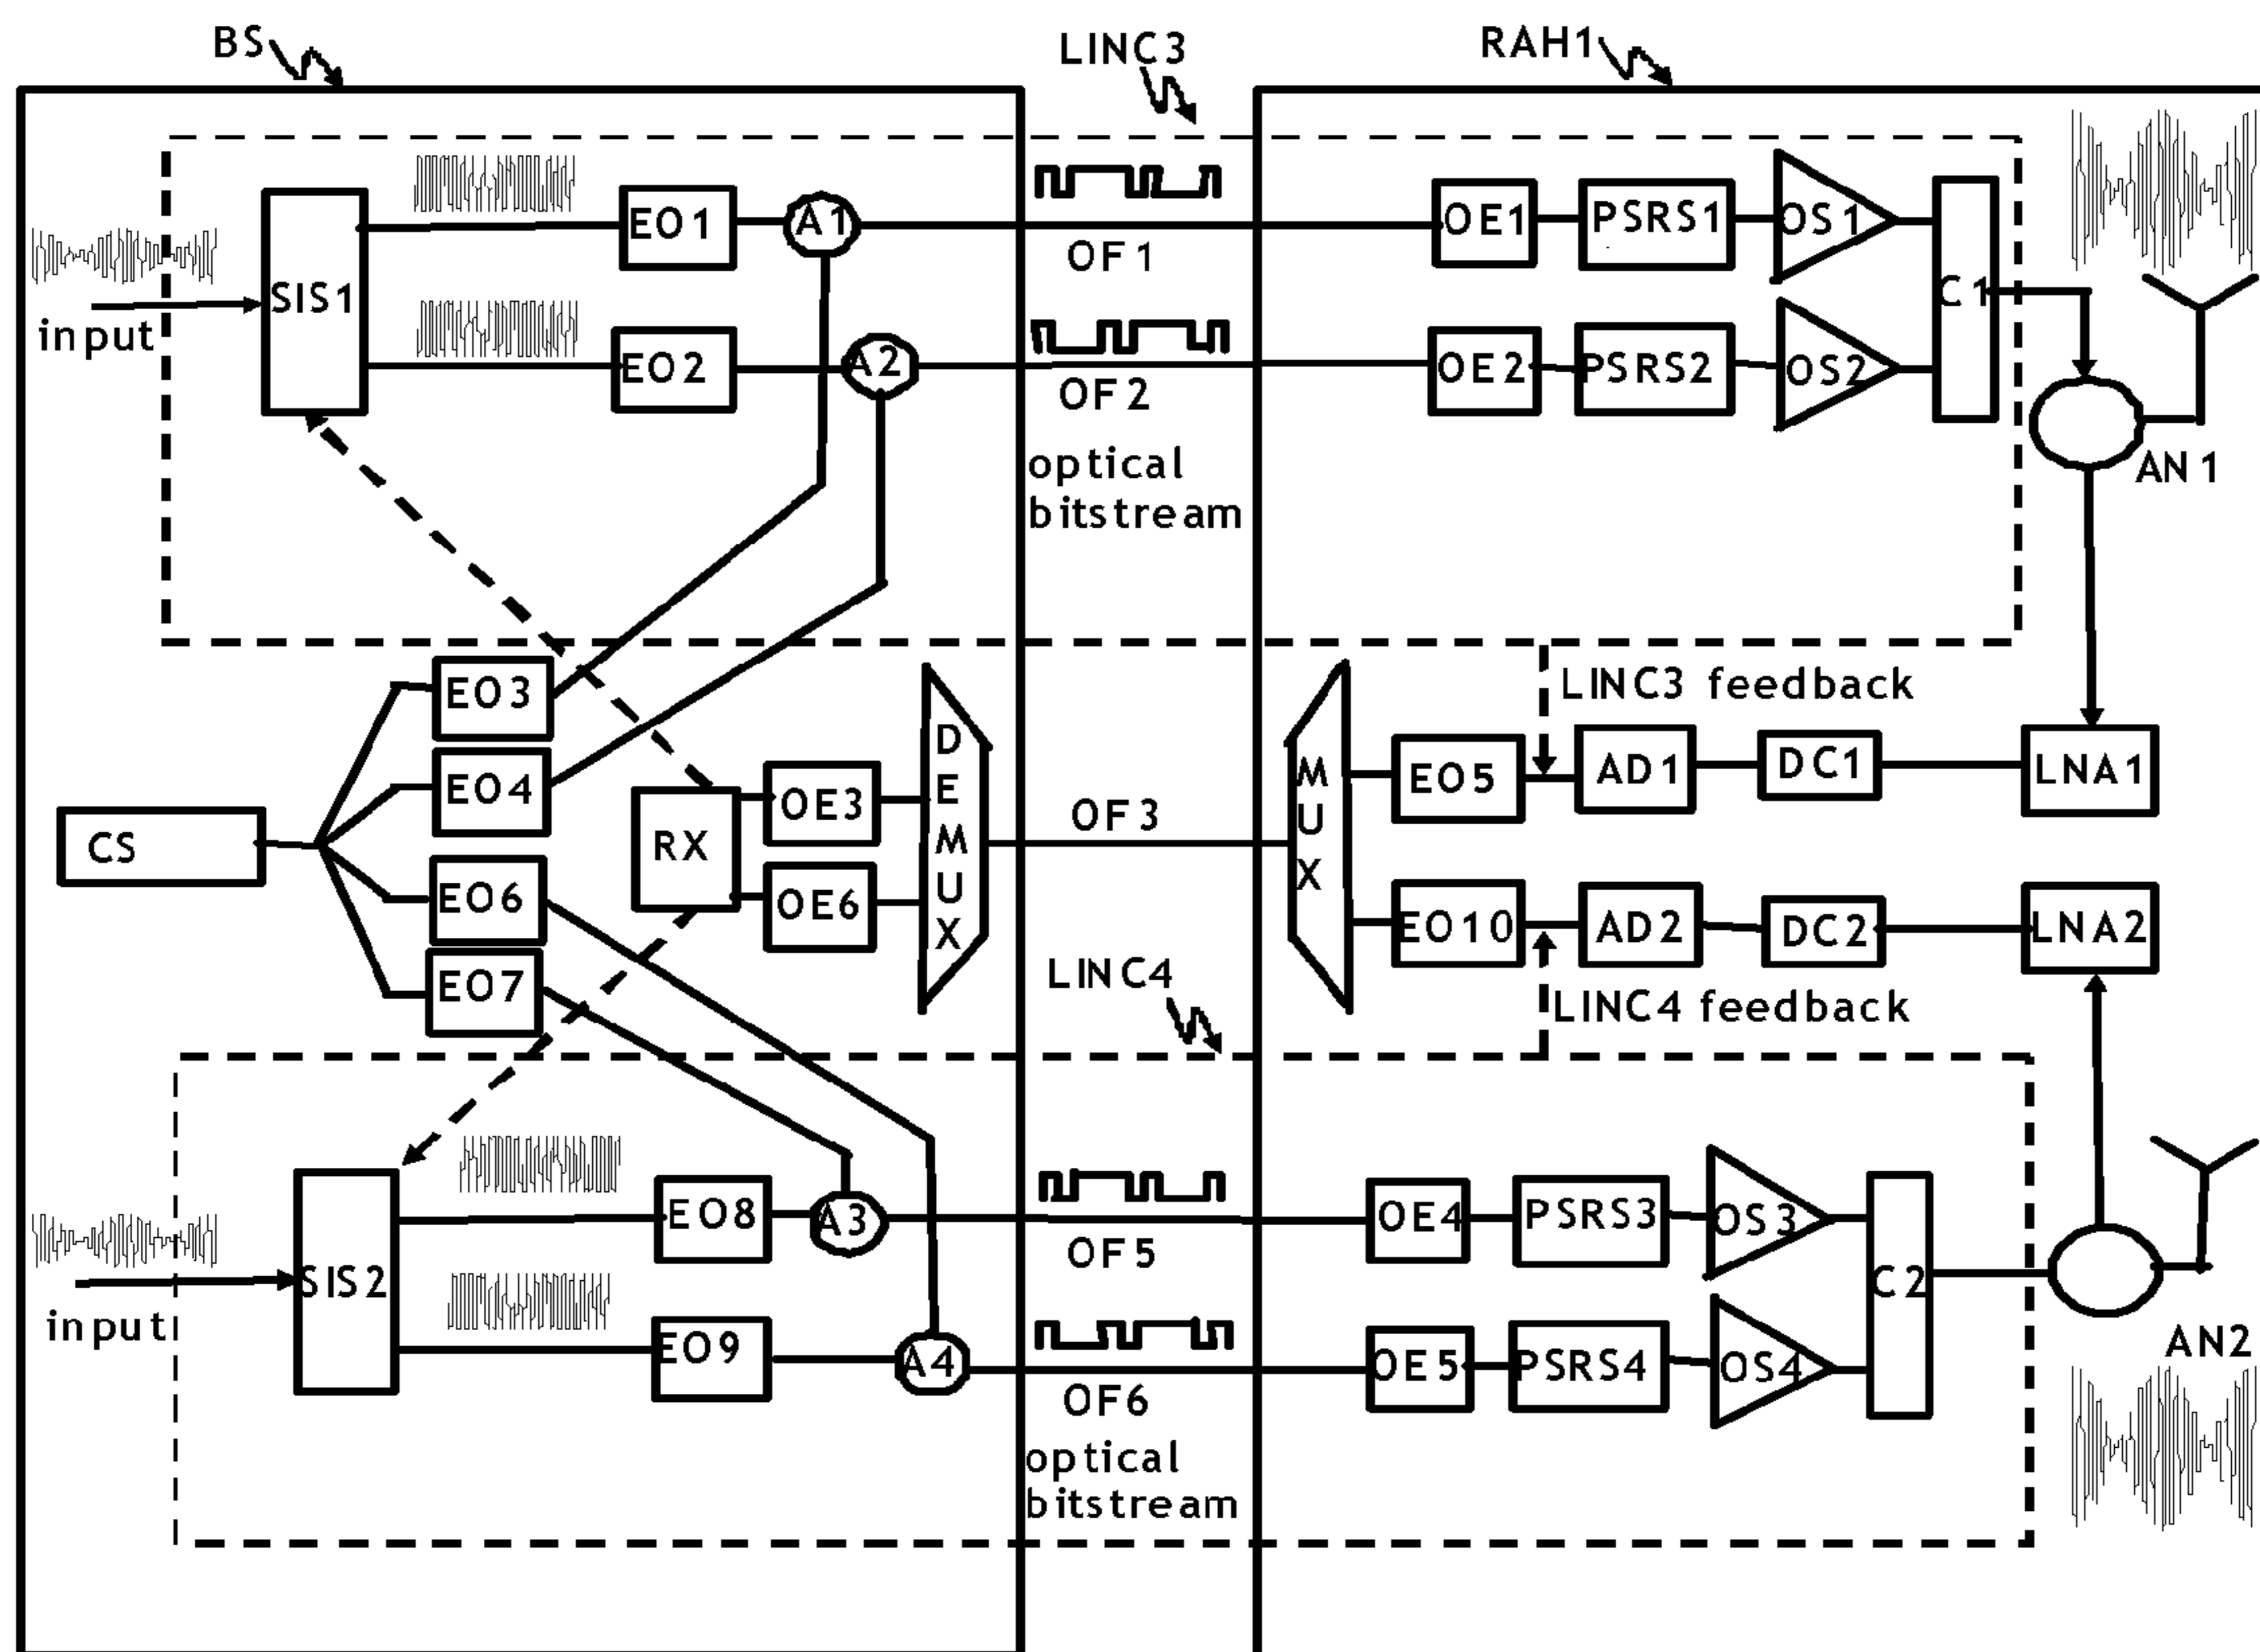 BS
LINC3
RAH1
EO1
A1
OF1
OE1
PSRS1
OS1
SIS1
input
C1
EO2
A2
OF2
OE2
PSRS2
OS2
optical
bitstream
AN1
EO3
LINC3 feedback
DEMUX
MUX
EO4
OE3
RX
OF3
EO5
AD1
DC1
LNA1
CS
EO6
OE6
EO10
AD2
DC2
LNA2
EO7
LINC4
LINC4 feedback
EO8
A3
OF5
OE4
PSRS3
OS3
SIS2
input
C2
EO9
A4
OF6
OE5
PSRS4
OS4
AN2
optical
bitstream